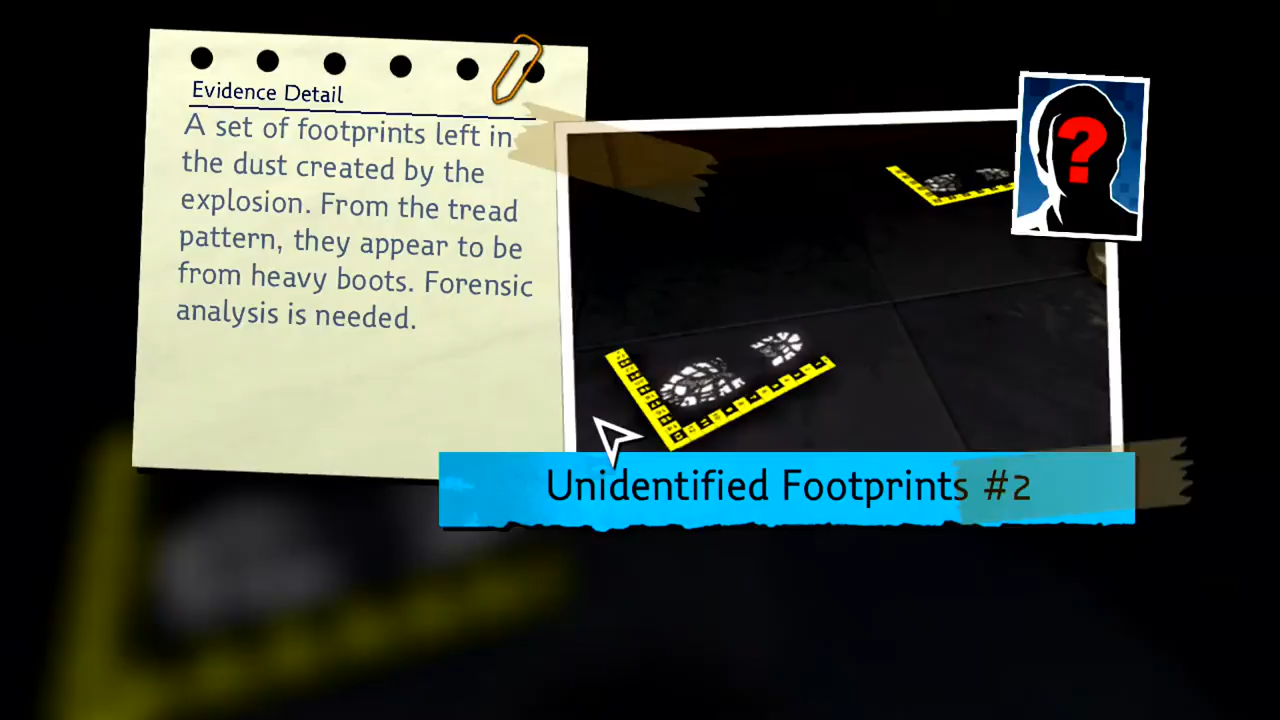 Evidence Detail
A set of footprints left in
the dust created by the
explosion. From the tread
pattern, they appear to be
from heavy boots. Forensic
analysis is needed.
?
Unidentified Footprints #2